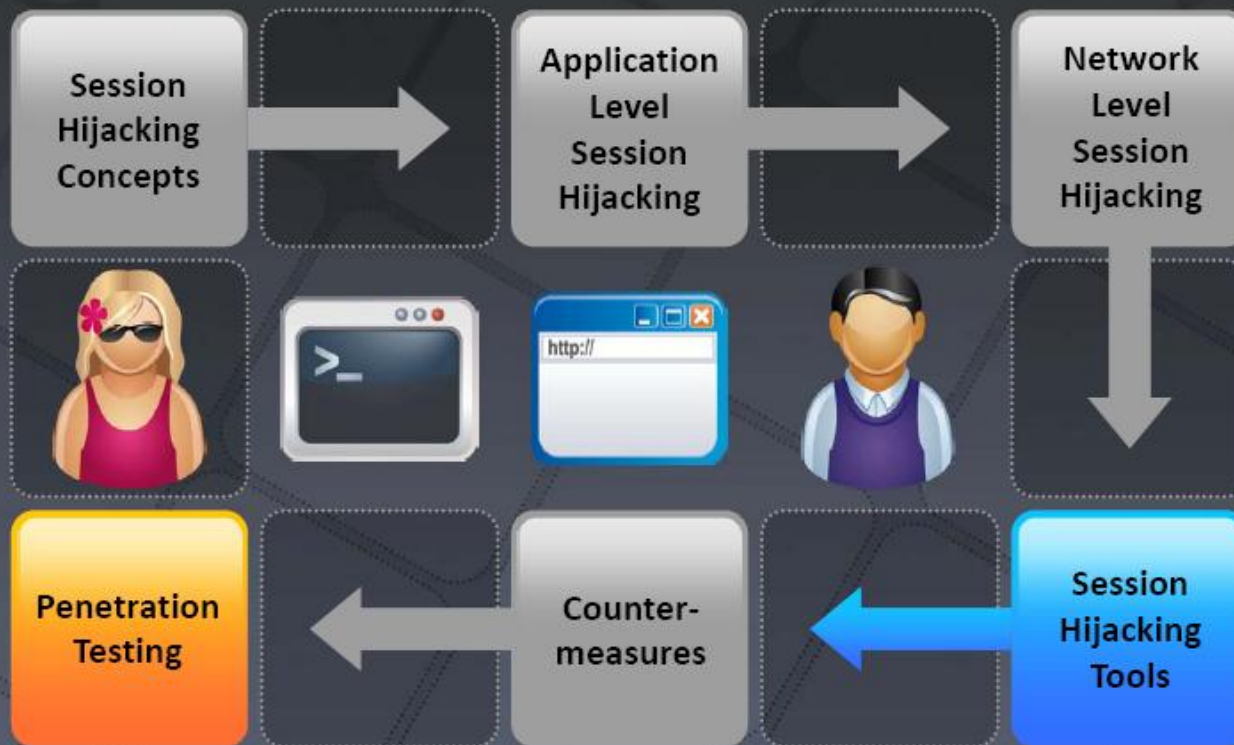 Session
Hijacking
Concepts
Application
Level
Session
Hijacking
Network
Level
Session
Hijacking
>_
http://
Session
Hijacking
Tools
Counter-
measures
Penetration
Testing